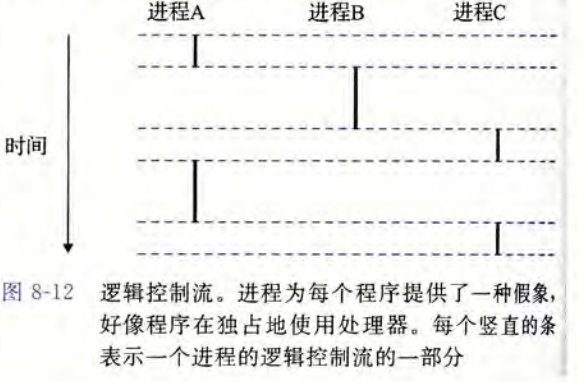 进程A 进程B 进程C
时间
图 8-12 逻辑控制流。进程为每个程序提供了一种假象，
好像程序在独占地使用处理器。每个竖直的条
表示一个进程的逻辑控制流的一部分